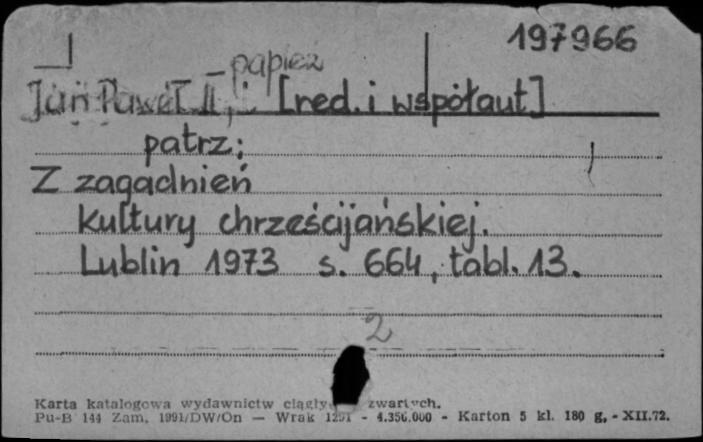 197966
– papież
Jan Paweł II, [red. i współaut]
patrz:
Z zagadnień
kultury chrześcijańskiej.
Lublin 1973 s. 664, tabl. 13.
2
Karta katalogowa wydawnictw zwartych.
Pu-B 144 Zam. 1991/DW/On — Wrak 1291 - 4.350.000 - Karton 5 kl. 180 g. - XII.72.